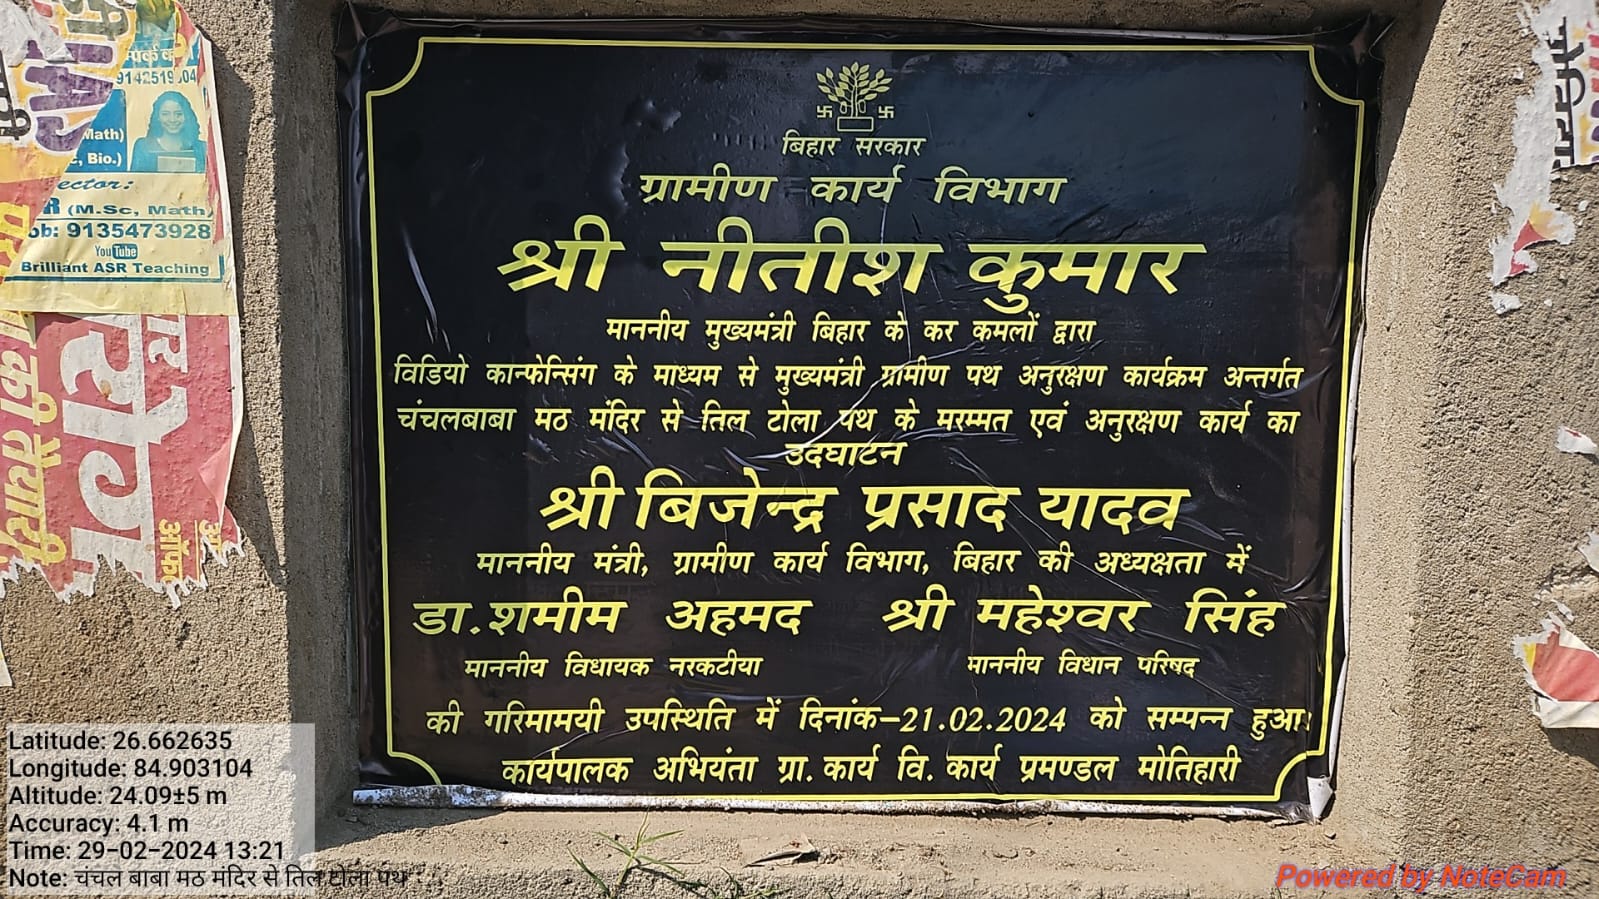 बिहार सरकार
ग्रामीण कार्य विभाग
श्री नीतीश कुमार
माननीय मुख्यमंत्री बिहार के कर कमलों द्वारा
विडियो कान्फेन्सिंग के माध्यम से मुख्यमंत्री ग्रामीण पथ अनुरक्षण कार्यक्रम अन्तर्गत
चंचलबाबा मठ मंदिर से तिल टोला पथ के मरम्मत एवं अनुरक्षण कार्य का
उदघाटन
श्री बिजेन्द्र प्रसाद यादव
माननीय मंत्री, ग्रामीण कार्य विभाग, बिहार की अध्यक्षता में
डा. शमीम अहमद श्री महेश्वर सिंह
माननीय विधायक नरकटीया माननीय विधान परिषद
की गरिमामयी उपस्थिति में दिनांक-21.02.2024 को सम्पन्न हुआ
कार्यपालक अभियंता ग्रा. कार्य वि. कार्य प्रमण्डल मोतिहारी
Math)
Bio.)
(M.Sc, Math)
9135473928
You Tube
Brilliant ASR Teaching
की तैयारी
Latitude: 26.662635
Longitude: 84.903104
Altitude: 24.09±5 m
Accuracy: 4.1 m
Time: 29-02-2024 13:21
Note: चंचल बाबा मठ मंदिर से तिल टोला पथ
Powered by NoteCam